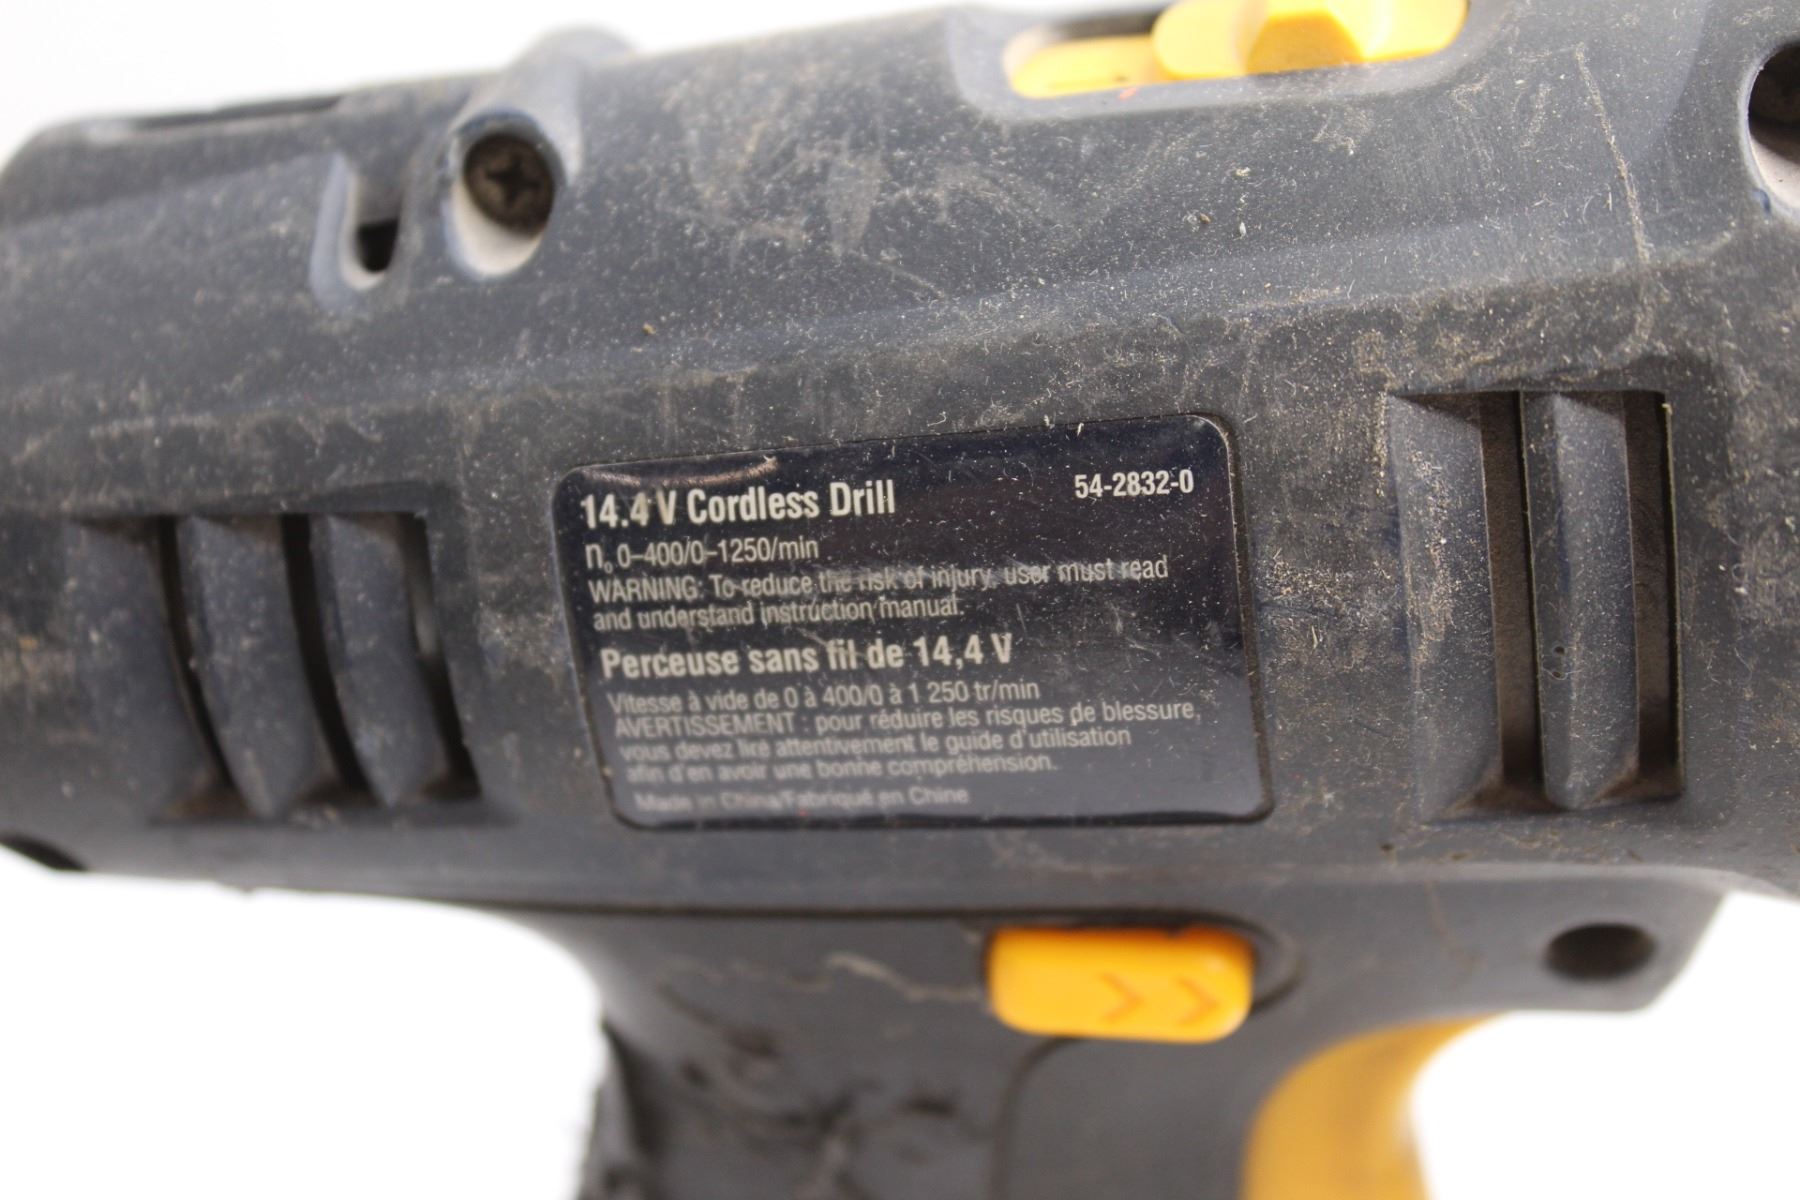 14.4 V Cordless Drill
54-2832-0
n₀ 0–400/0–1250/min
WARNING: To reduce the risk of injury, user must read
and understand instruction manual.
Perceuse sans fil de 14,4 V
Vitesse à vide de 0 à 400/0 à 1 250 tr/min
AVERTISSEMENT : pour réduire les risques de blessure,
vous devez lire attentivement le guide d'utilisation
afin d'en avoir une bonne compréhension.
Made in China/Fabriqué en Chine